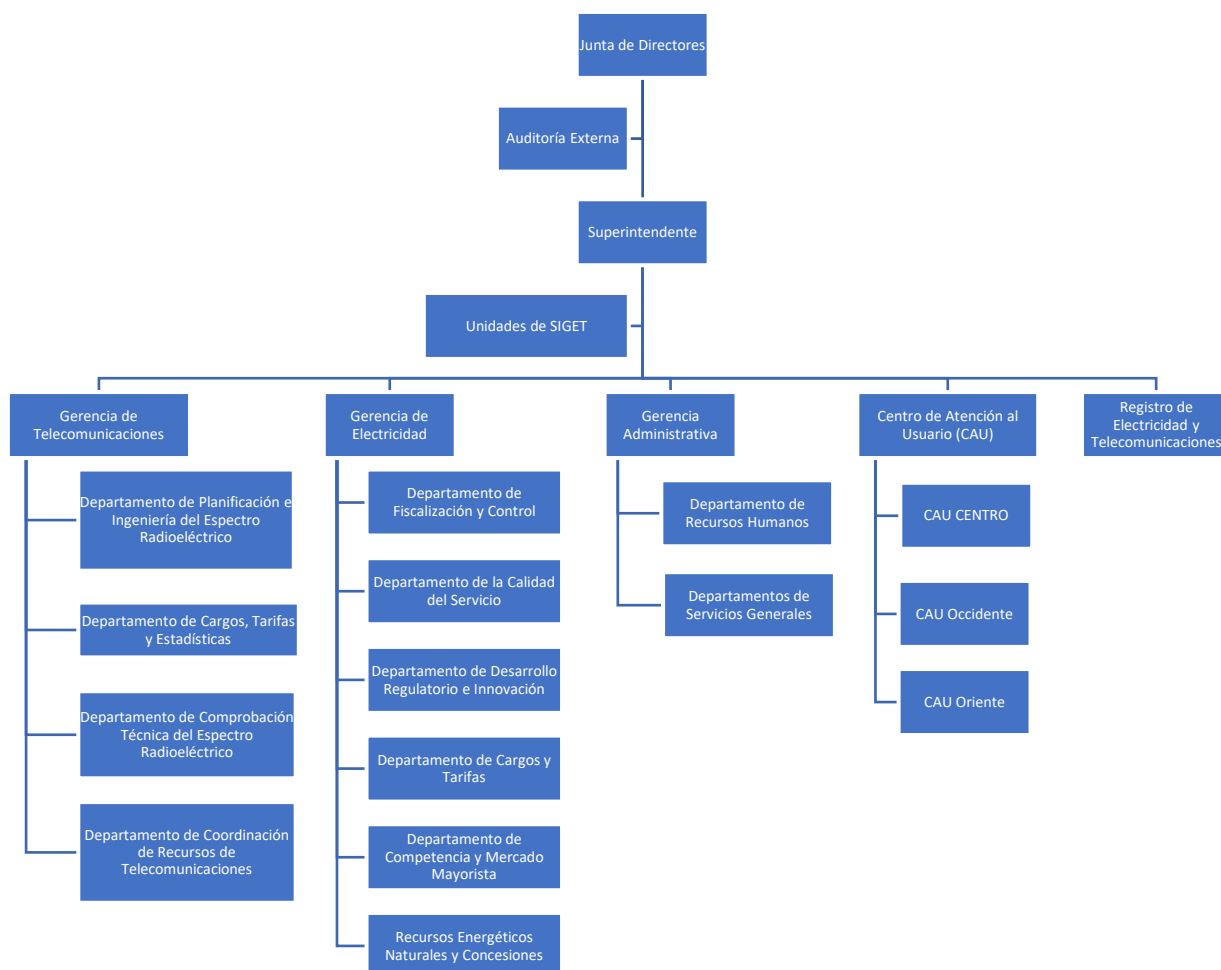 Junta de Directores
Auditoría Externa
Superintendente
Unidades de SIGET
Gerencia de
Telecomunicaciones
Departamento de Planificación e
Ingeniería del Espectro
Radioeléctrico
Departamento de Cargos, Tarifas
y Estadísticas
Departamento de Comprobación
Técnica del Espectro
Radioeléctrico
Departamento de Coordinación
de Recursos de
Telecomunicaciones
Gerencia de
Electricidad
Departamento de
Fiscalización y Control
Departamento de la Calidad
del Servicio
Departamento de Desarrollo
Regulatorio e Innovación
Departamento de Cargos y
Tarifas
Departamento de
Competencia y Mercado
Mayorista
Recursos Energéticos
Naturales y Concesiones
Gerencia
Administrativa
Departamento de
Recursos Humanos
Departamentos de
Servicios Generales
Centro de Atención al
Usuario (CAU)
CAU CENTRO
CAU Occidente
CAU Oriente
Registro de
Electricidad y
Telecomunicaciones